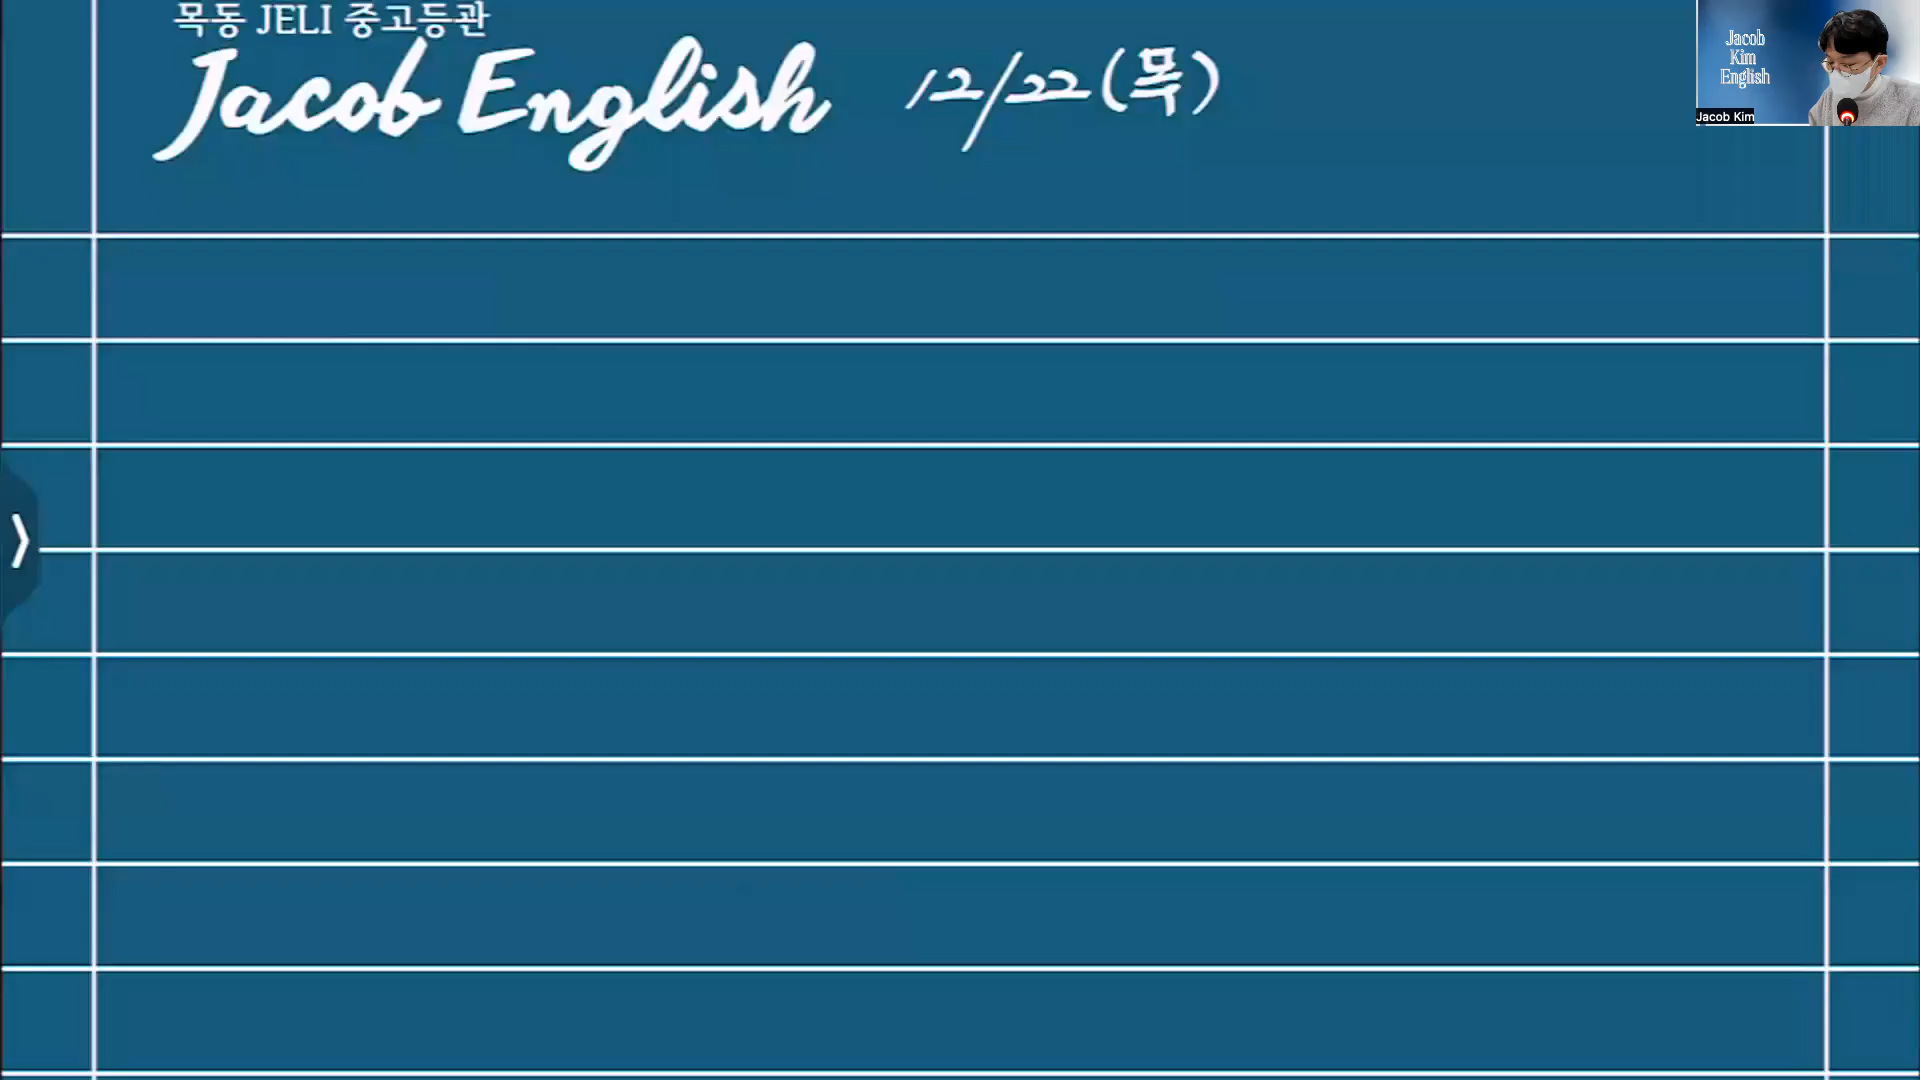 목동 JELI 중고등관
Jacob English 12/22(목)
Jacob
Kim
English
Jacob Kim